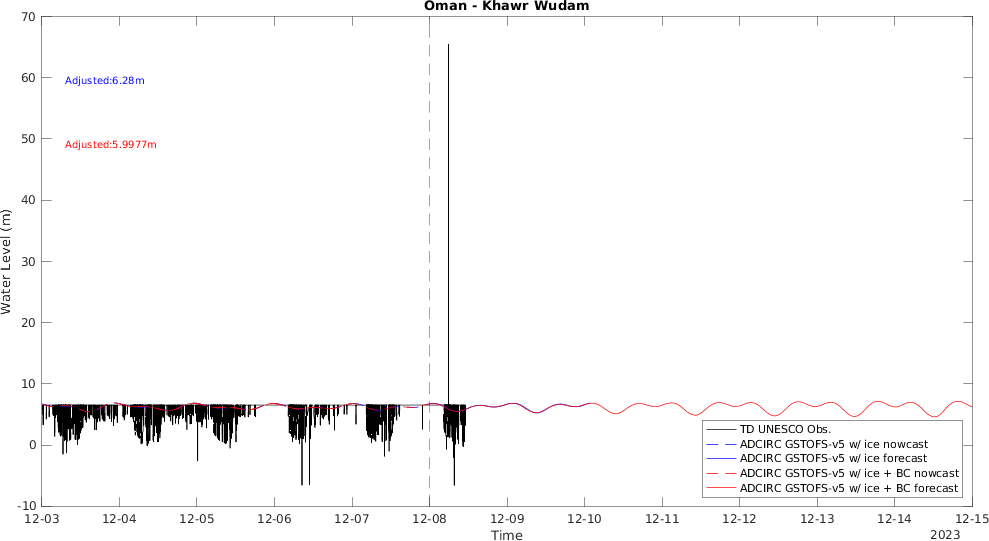 Oman - Khawr Wudam
Water Level (m)
70
60
50
40
30
20
10
0
-10
Adjusted:6.28m
Adjusted:5.9977m
TD UNESCO Obs.
ADCIRC GSTOFS-v5 w/ ice nowcast
ADCIRC GSTOFS-v5 w/ ice forecast
ADCIRC GSTOFS-v5 w/ ice + BC nowcast
ADCIRC GSTOFS-v5 w/ ice + BC forecast
12-03 12-04 12-05 12-06 12-07 12-08 12-09 12-10 12-11 12-12 12-13 12-14 12-15
Time
2023